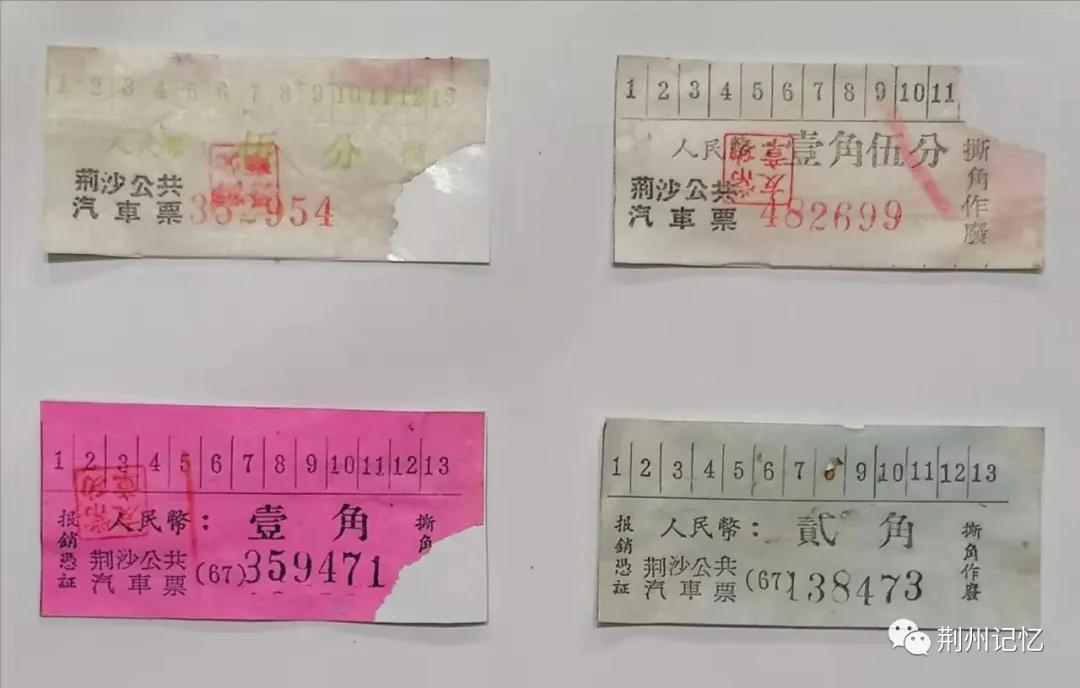 1 2 3 4 5 6 7 8 9 10 11 12 13
人民幣: 伍 分
荆沙公共
汽車票 352954
1 2 3 4 5 6 7 8 9 10 11
人民幣: 壹角伍分
荆沙公共
汽車票 482699
撕角作廢
1 2 3 4 5 6 7 8 9 10 11 12 13
报銷憑証
人民幣: 壹 角
荆沙公共
汽車票 (67)359471
撕角
1 2 3 4 5 6 7 8 9 10 11 12 13
报銷憑証
人民幣: 貳 角
荆沙公共
汽車票 (67)138473
撕角作廢
荆州记忆